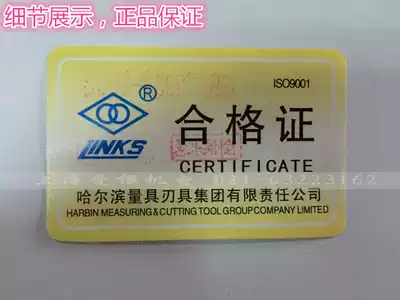 细节展示，正品保证
ISO9001
®
LINKS
合格证
CERTIFICATE
哈尔滨量具刃具集团有限责任公司
HARBIN MEASURING&CUTTING TOOL GROUP COMPANY LIMITED